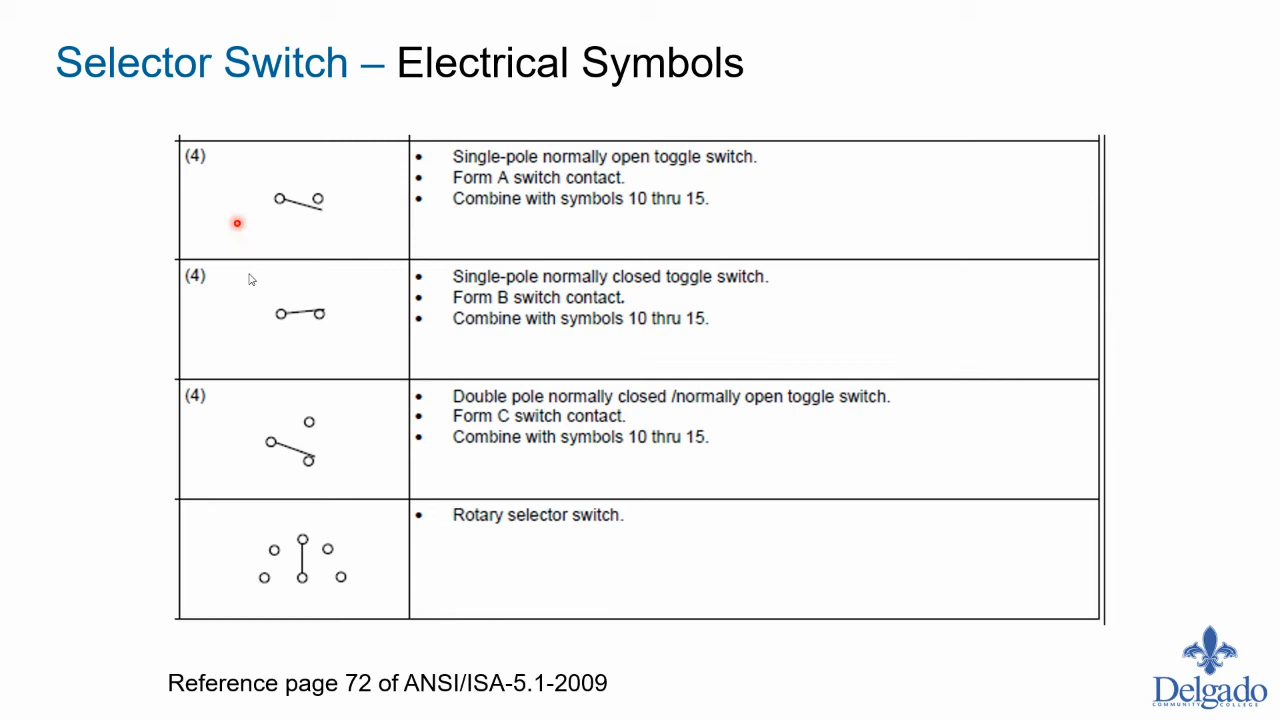 Selector Switch – Electrical Symbols
(4)
• Single-pole normally open toggle switch.
• Form A switch contact.
• Combine with symbols 10 thru 15.
(4)
• Single-pole normally closed toggle switch.
• Form B switch contact.
• Combine with symbols 10 thru 15.
(4)
• Double pole normally closed /normally open toggle switch.
• Form C switch contact.
• Combine with symbols 10 thru 15.
• Rotary selector switch.
Reference page 72 of ANSI/ISA-5.1-2009
Delgado
COMMUNITY COLLEGE